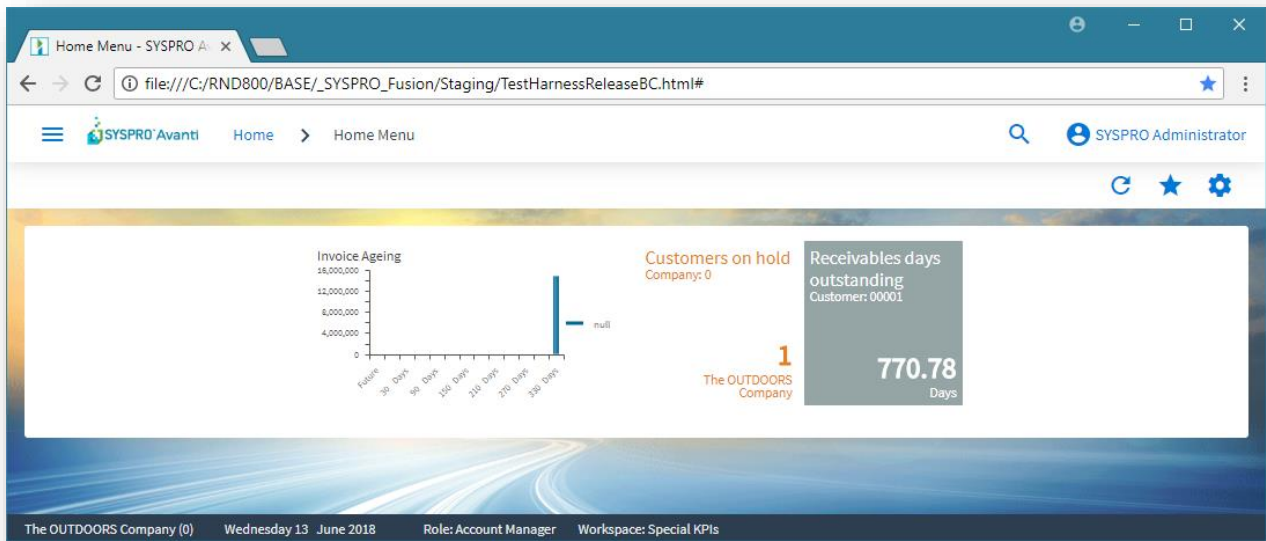 Home Menu - SYSPRO A
file:///C:/RND800/BASE/_SYSPRO_Fusion/Staging/TestHarnessReleaseBC.html#
SYSPRO Avanti Home > Home Menu SYSPRO Administrator
Invoice Ageing
16,000,000
12,000,000
8,000,000
4,000,000
0
Future
30 Days
90 Days
150 Days
210 Days
270 Days
330 Days
null
Customers on hold
Company: 0
1
The OUTDOORS
Company
Receivables days
outstanding
Customer: 00001
770.78
Days
The OUTDOORS Company (0) Wednesday 13 June 2018 Role: Account Manager Workspace: Special KPIs